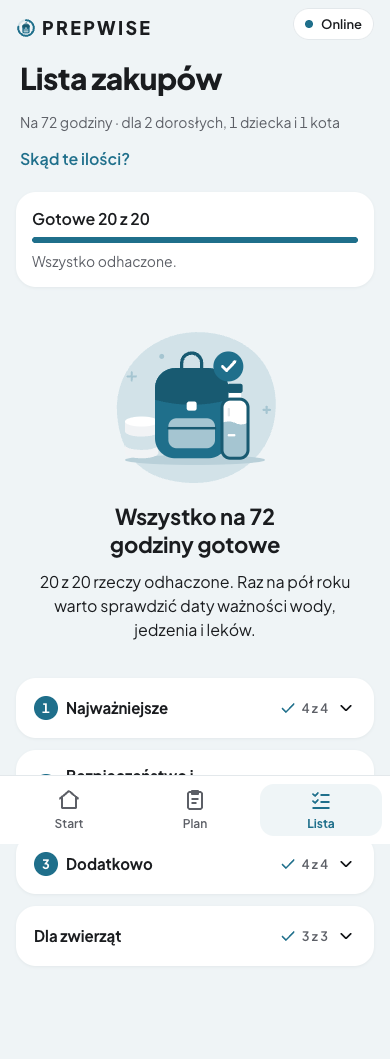 PREPWISE
Online
Lista zakupów
Na 72 godziny · dla 2 dorosłych, 1 dziecka i 1 kota
Skąd te ilości?
Gotowe 20 z 20
Wszystko odhaczone.
Wszystko na 72
godziny gotowe
20 z 20 rzeczy odhaczone. Raz na pół roku
warto sprawdzić daty ważności wody,
jedzenia i leków.
1 Najważniejsze 4 z 4
Bezpieczeństwo i
Start
Plan
Lista
3 Dodatkowo 4 z 4
Dla zwierząt 3 z 3